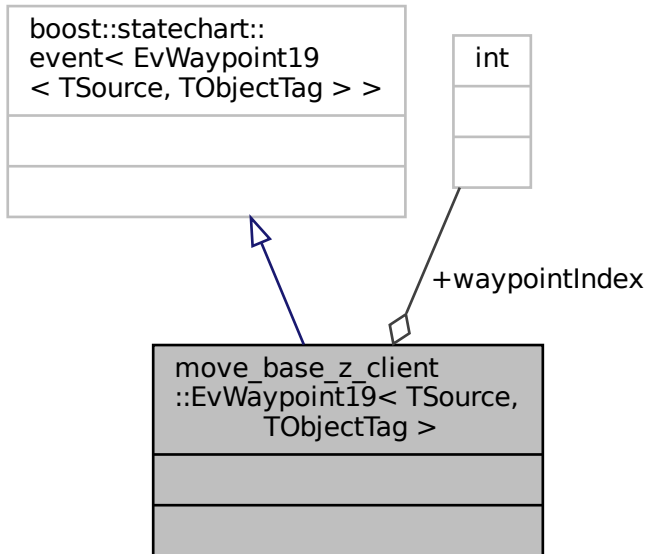 boost::statechart::
event< EvWaypoint19
< TSource, TObjectTag > >
int
+waypointIndex
move_base_z_client
::EvWaypoint19< TSource,
TObjectTag >